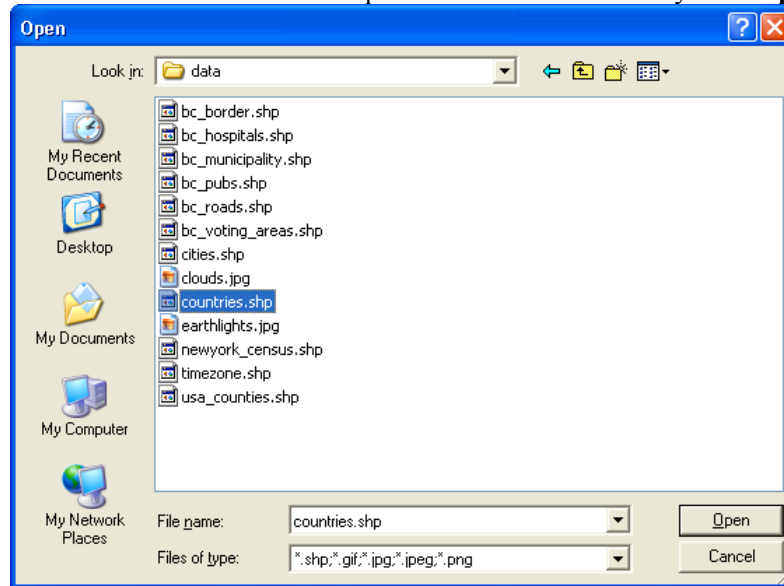 Open
Look in:
data
My Recent
Documents
Desktop
My Documents
My Computer
My Network
Places
bc_border.shp
bc_hospitals.shp
bc_municipality.shp
bc_pubs.shp
bc_roads.shp
bc_voting_areas.shp
cities.shp
clouds.jpg
countries.shp
earthlights.jpg
newyork_census.shp
timezone.shp
usa_counties.shp
File name:
countries.shp
Open
Files of type:
*.shp;*.gif;*.jpg;*.jpeg;*.png
Cancel